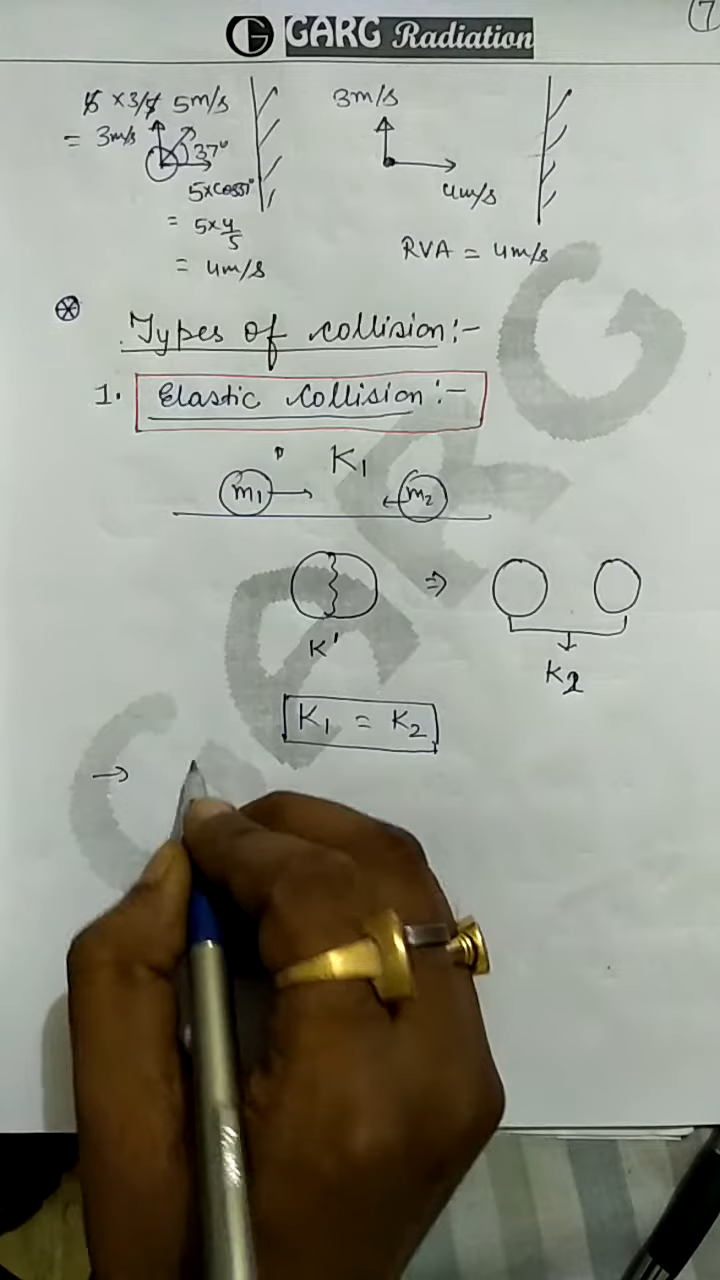 7
G GARG Radiation
5 × 3/5 5m/s
= 3m/s 37°
5×cos37°
= 5×4/5
= 4m/s
3m/s
4m/s
RVA = 4m/s
Types of collision:-
1. Elastic Collision:-
K1
m1 m2
⇒
K'
K2
K1 = K2
→
GARG